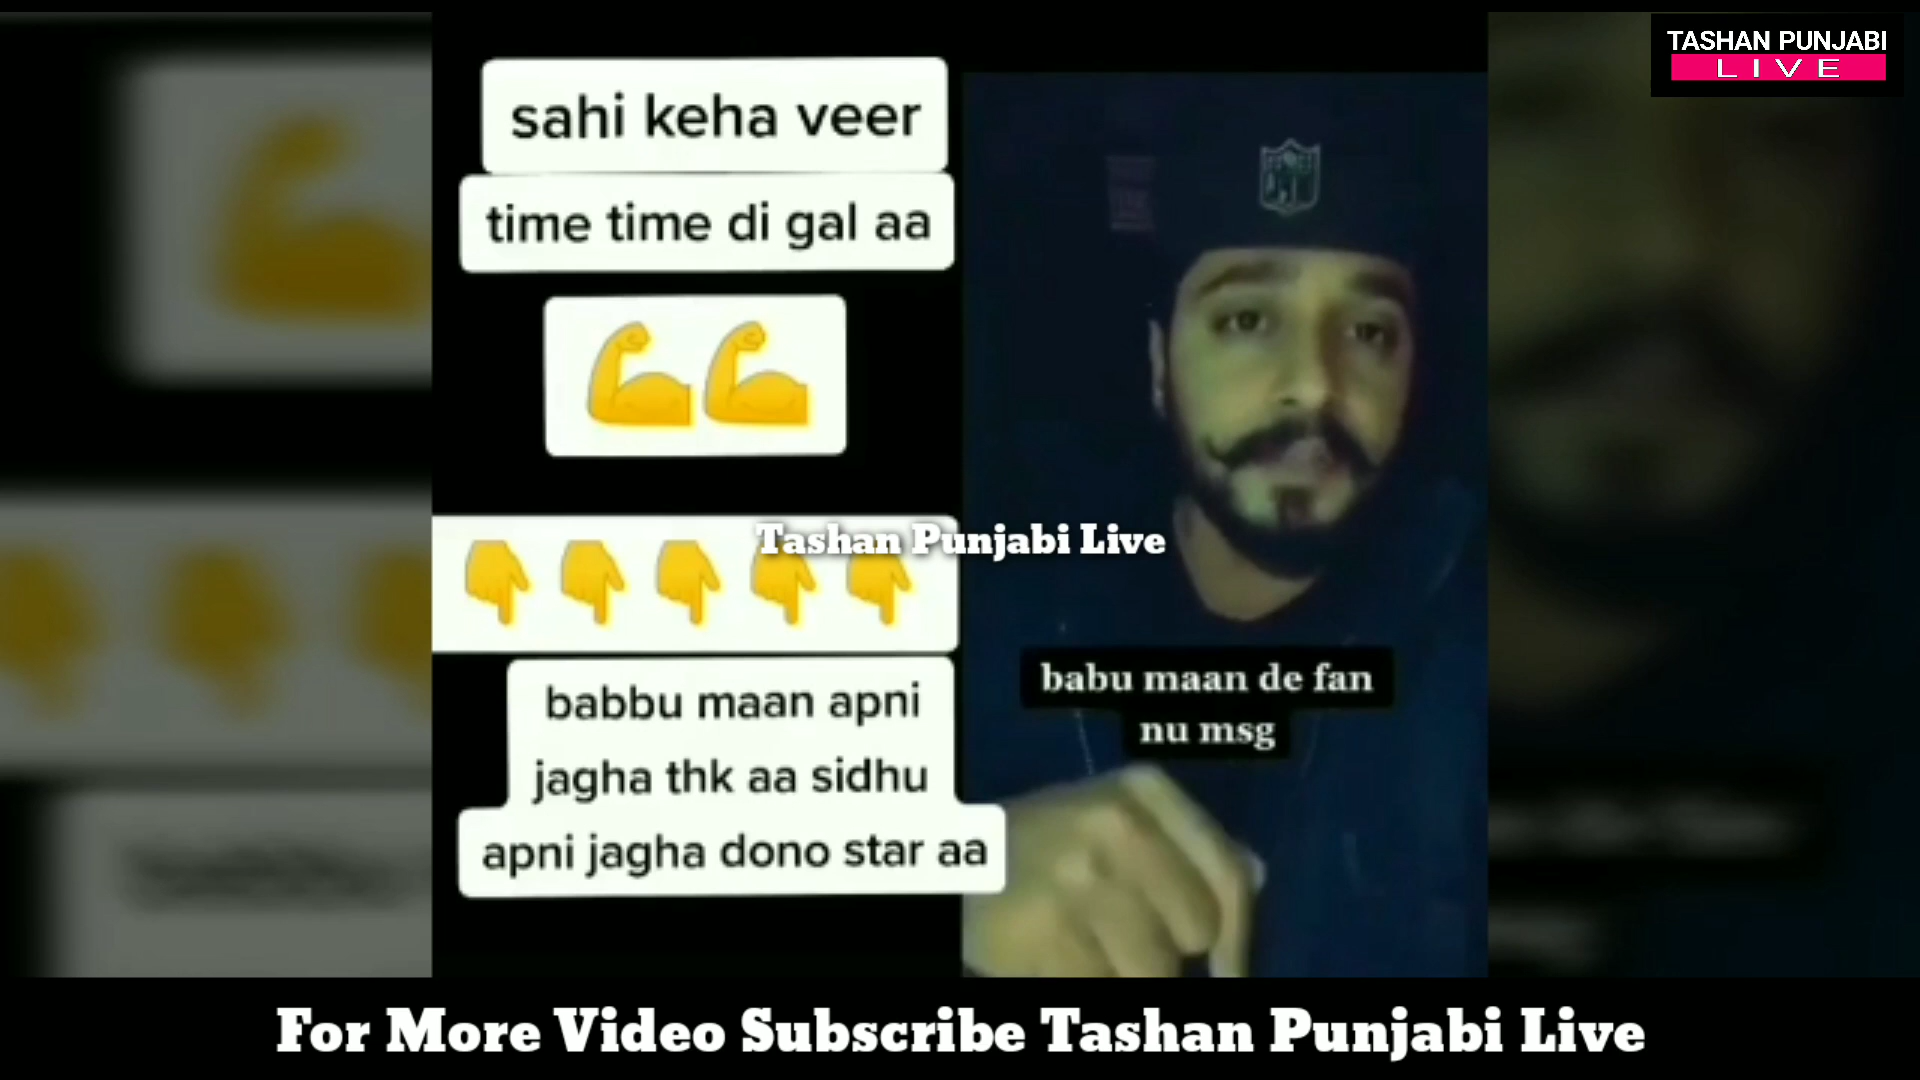 TASHAN PUNJABI
LIVE
sahi keha veer
time time di gal aa
💪💪
👇👇👇👇👇
Tashan Punjabi Live
babbu maan apni
jagha thk aa sidhu
apni jagha dono star aa
babu maan de fan
nu msg
For More Video Subscribe Tashan Punjabi Live